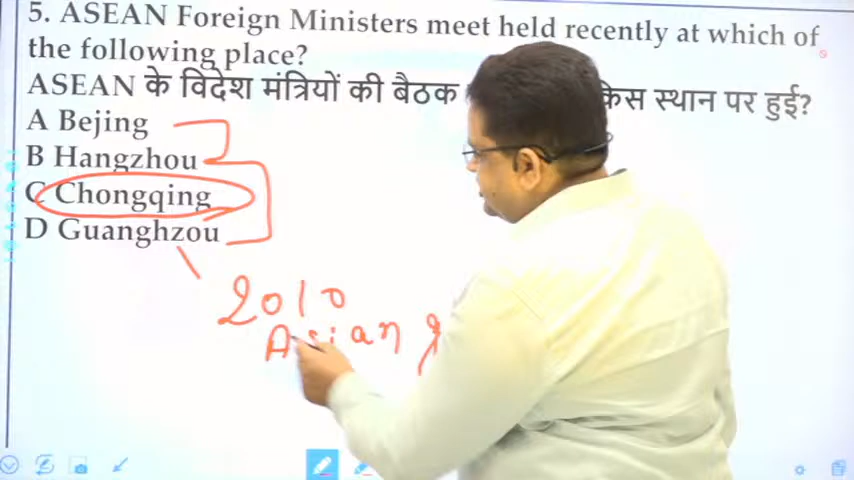 5. ASEAN Foreign Ministers meet held recently at which of
the following place?
ASEAN के विदेश मंत्रियों की बैठक किस स्थान पर हुई?
A Bejing
B Hangzhou
C Chongqing
D Guanghzou
2010
Asian